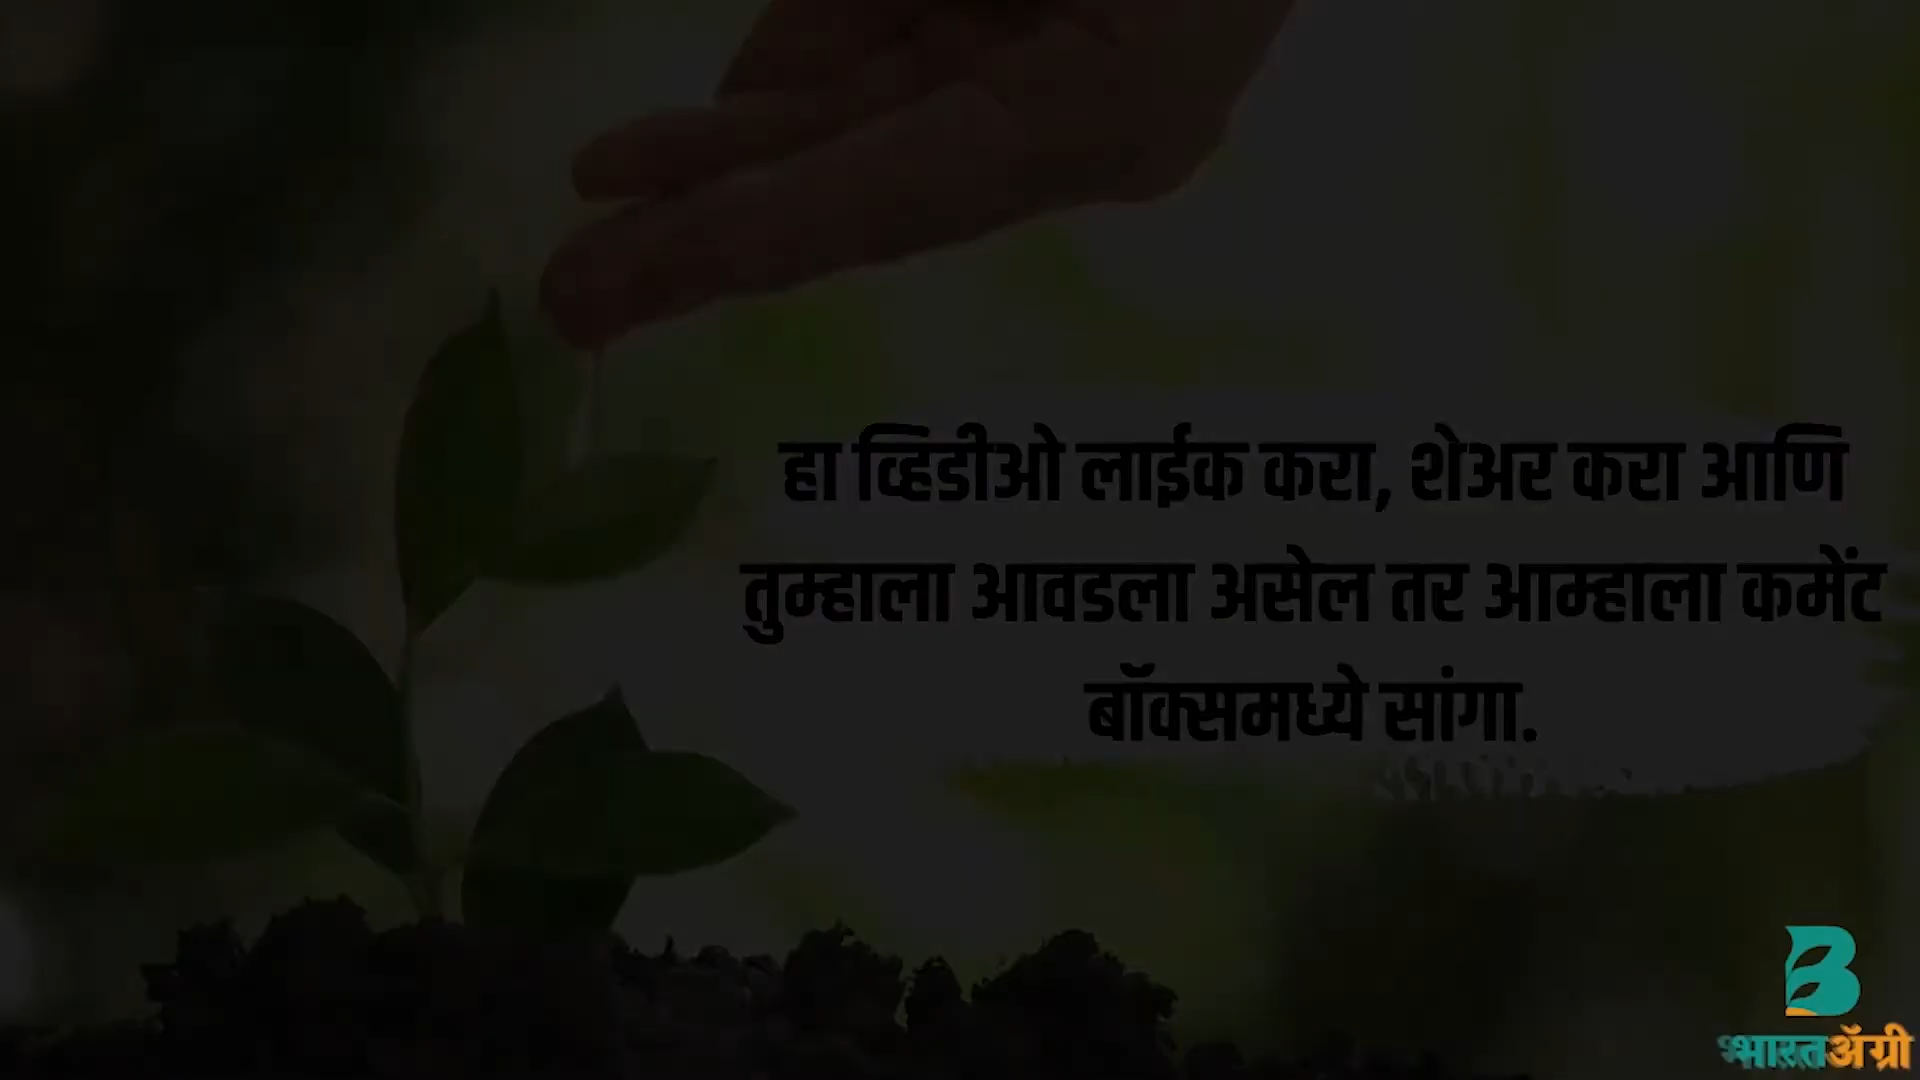 हा व्हिडीओ लाईक करा, शेअर करा आणि
तुम्हाला आवडला असेल तर आम्हाला कमेंट
बॉक्समध्ये सांगा.
भारतॲग्री